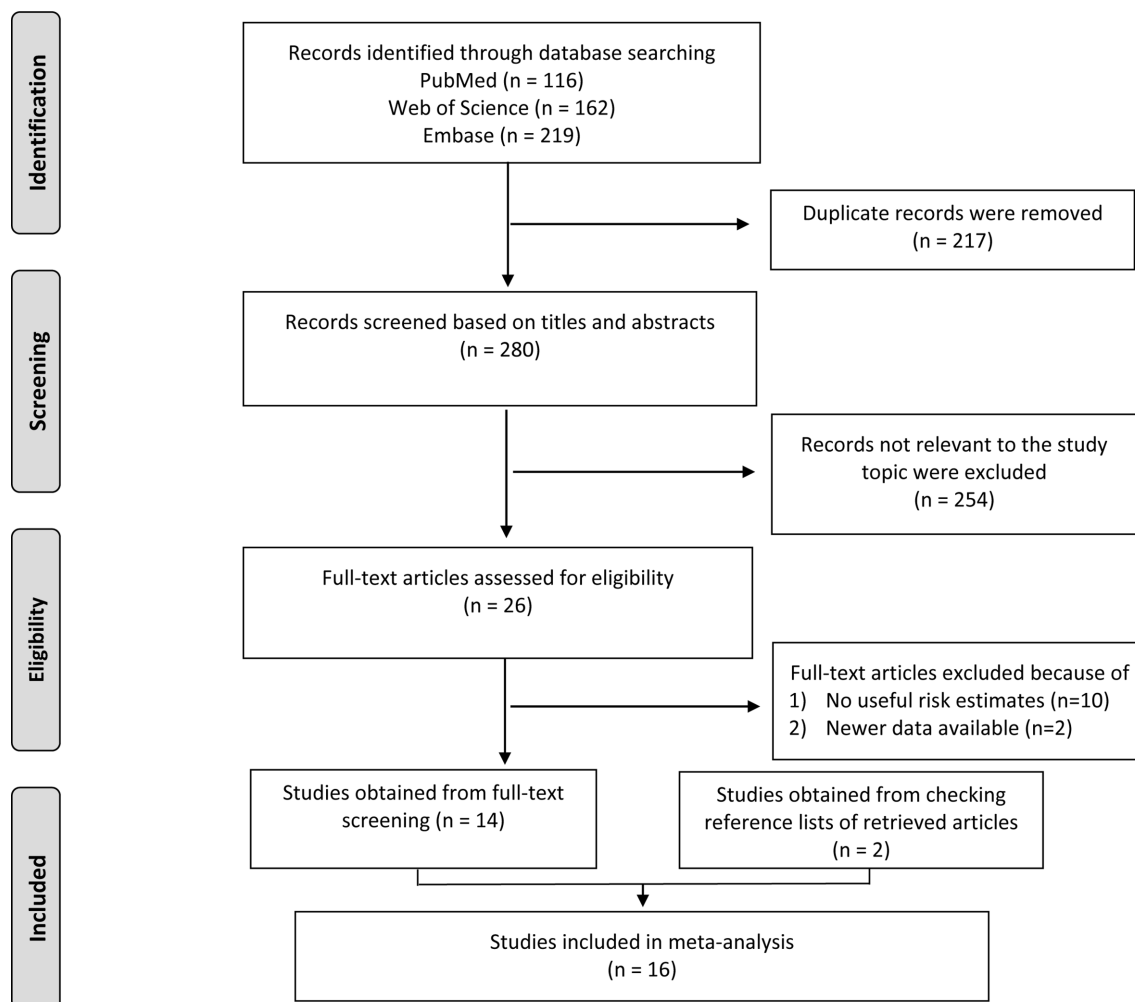 Identification
Records identified through database searching
PubMed (n = 116)
Web of Science (n = 162)
Embase (n = 219)
Duplicate records were removed
(n = 217)
Screening
Records screened based on titles and abstracts
(n = 280)
Records not relevant to the study
topic were excluded
(n = 254)
Eligibility
Full-text articles assessed for eligibility
(n = 26)
Full-text articles excluded because of
1) No useful risk estimates (n=10)
2) Newer data available (n=2)
Included
Studies obtained from full-text
screening (n = 14)
Studies obtained from checking
reference lists of retrieved articles
(n = 2)
Studies included in meta-analysis
(n = 16)